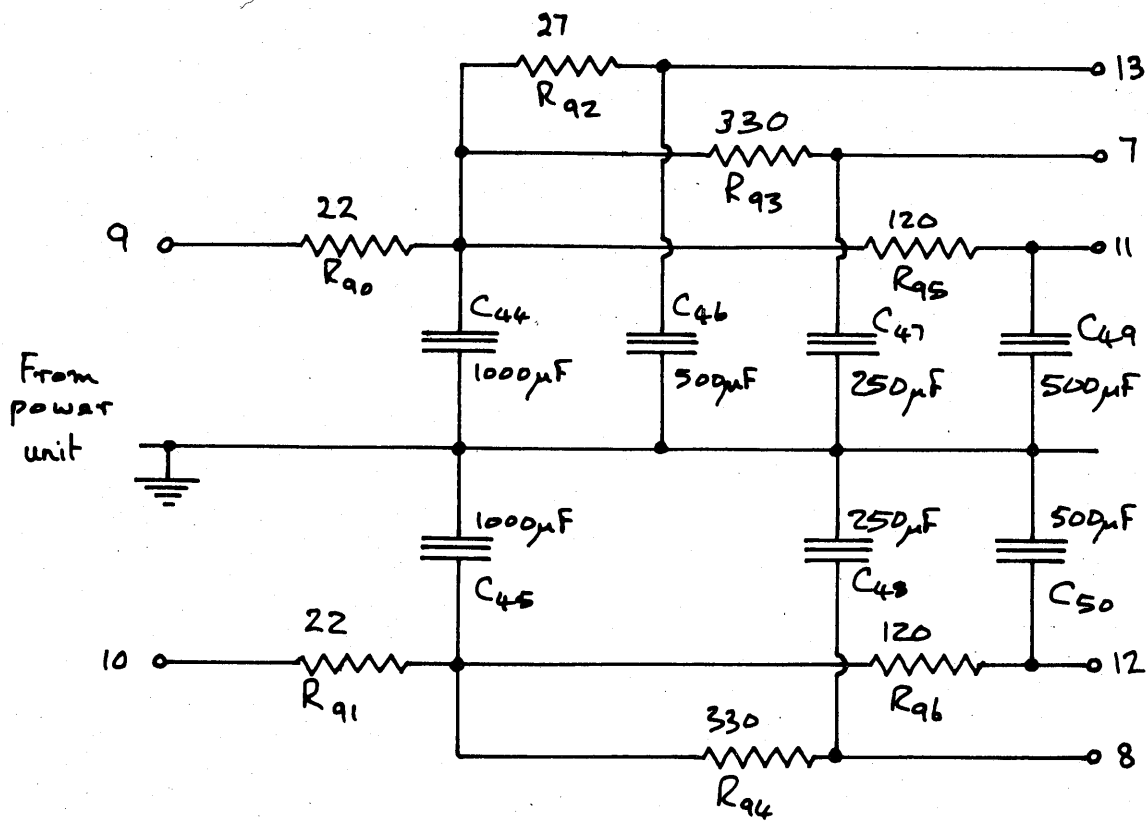 27
R92
13
330
R93
7
9
22
R90
120
R95
11
C44
1000µF
C46
500µF
C47
250µF
C49
500µF
From
power
unit
1000µF
C45
250µF
C48
500µF
C50
10
22
R91
120
R96
12
330
R94
8